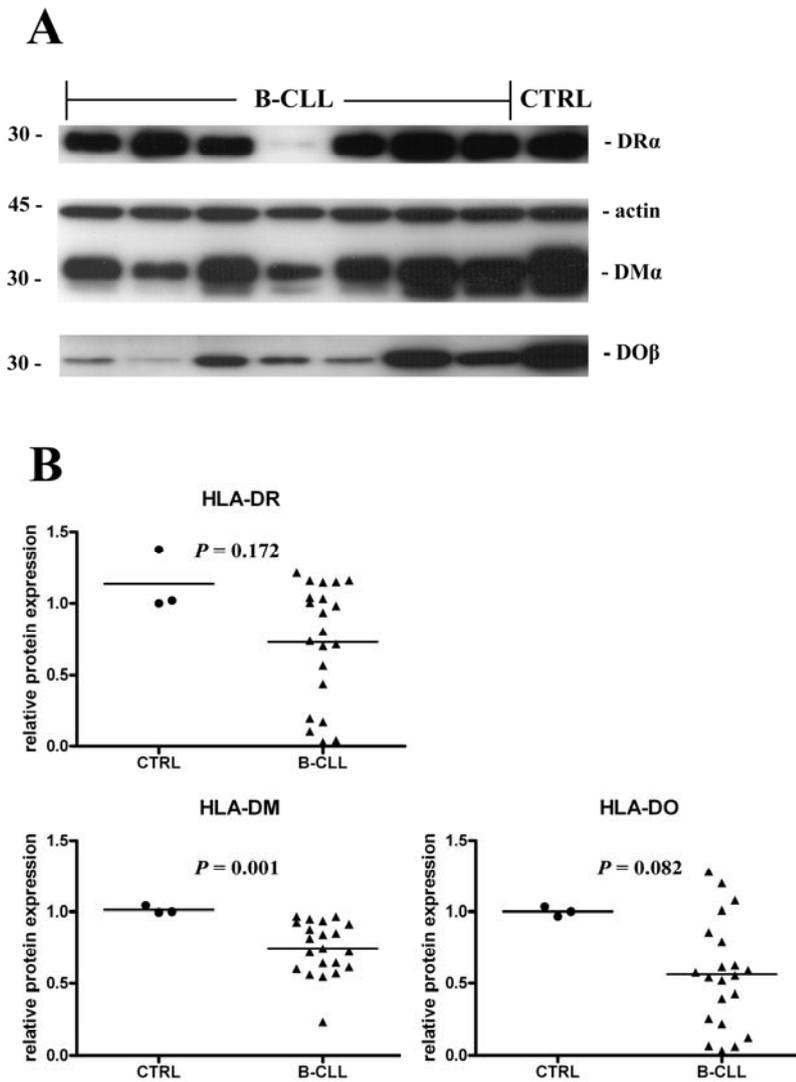 A
B-CLL CTRL
30 - - DRα
45 - - actin
30 - - DMα
30 - - DOβ
B
HLA-DR
relative protein expression
1.5
1.0
0.5
0.0
P = 0.172
CTRL B-CLL
HLA-DM
relative protein expression
1.5
1.0
0.5
0.0
P = 0.001
CTRL B-CLL
HLA-DO
relative protein expression
1.5
1.0
0.5
0.0
P = 0.082
CTRL B-CLL